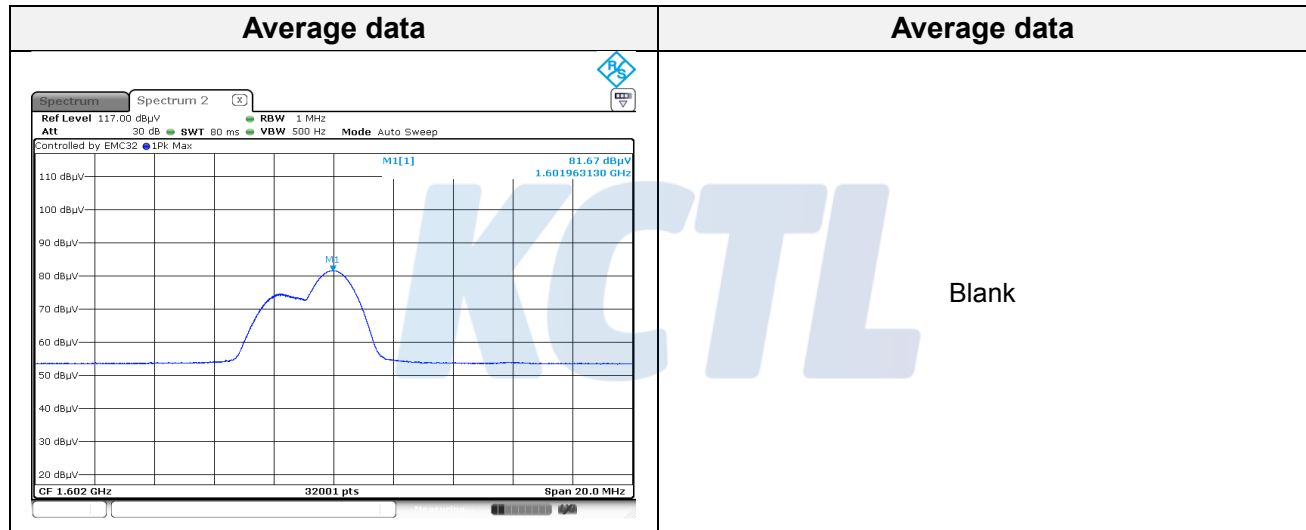 Average data
Average data
R&S
Spectrum
Spectrum 2
X
Ref Level 117.00 dBµV
RBW 1 MHz
Att
30 dB
SWT 80 ms
VBW 500 Hz
Mode Auto Sweep
Controlled by EMC32
1Pk Max
M1[1]
81.67 dBµV
1.601963130 GHz
110 dBµV
100 dBµV
90 dBµV
M1
80 dBµV
70 dBµV
60 dBµV
50 dBµV
40 dBµV
30 dBµV
20 dBµV
CF 1.602 GHz
32001 pts
Span 20.0 MHz
Measuring
Blank
KCTL